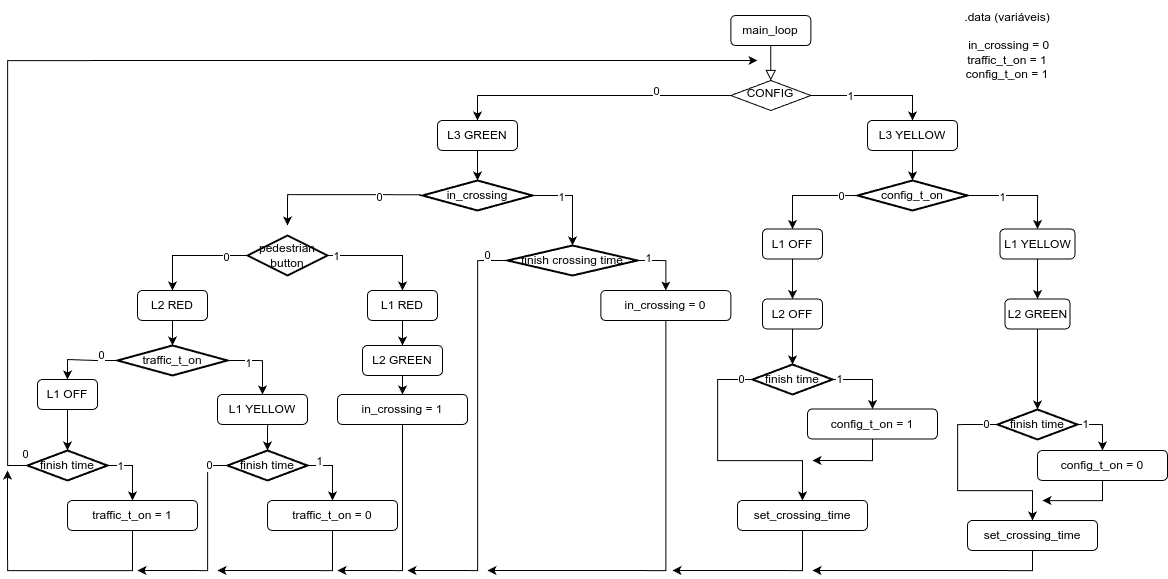 main_loop
.data (variáveis)
in_crossing = 0
traffic_t_on = 1
config_t_on = 1
CONFIG
0
1
L3 GREEN
L3 YELLOW
in_crossing
0
1
config_t_on
0
1
pedestrian
button
0
1
finish crossing time
0
1
L1 OFF
L1 YELLOW
L2 RED
L1 RED
in_crossing = 0
L2 OFF
L2 GREEN
traffic_t_on
0
1
L2 GREEN
finish time
0
1
L1 OFF
L1 YELLOW
in_crossing = 1
config_t_on = 1
finish time
0
1
finish time
0
1
finish time
0
1
config_t_on = 0
traffic_t_on = 1
traffic_t_on = 0
set_crossing_time
set_crossing_time